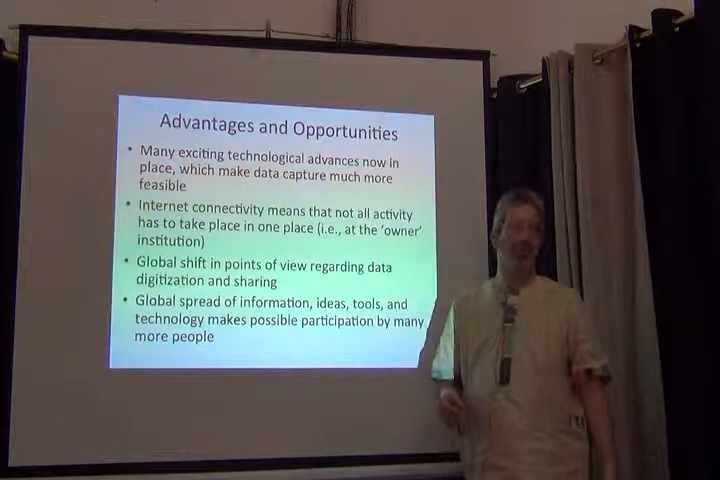 Advantages and Opportunities
• Many exciting technological advances now in
place, which make data capture much more
feasible
• Internet connectivity means that not all activity
has to take place in one place (i.e., at the ‘owner’
institution)
• Global shift in points of view regarding data
digitization and sharing
• Global spread of information, ideas, tools, and
technology makes possible participation by many
more people